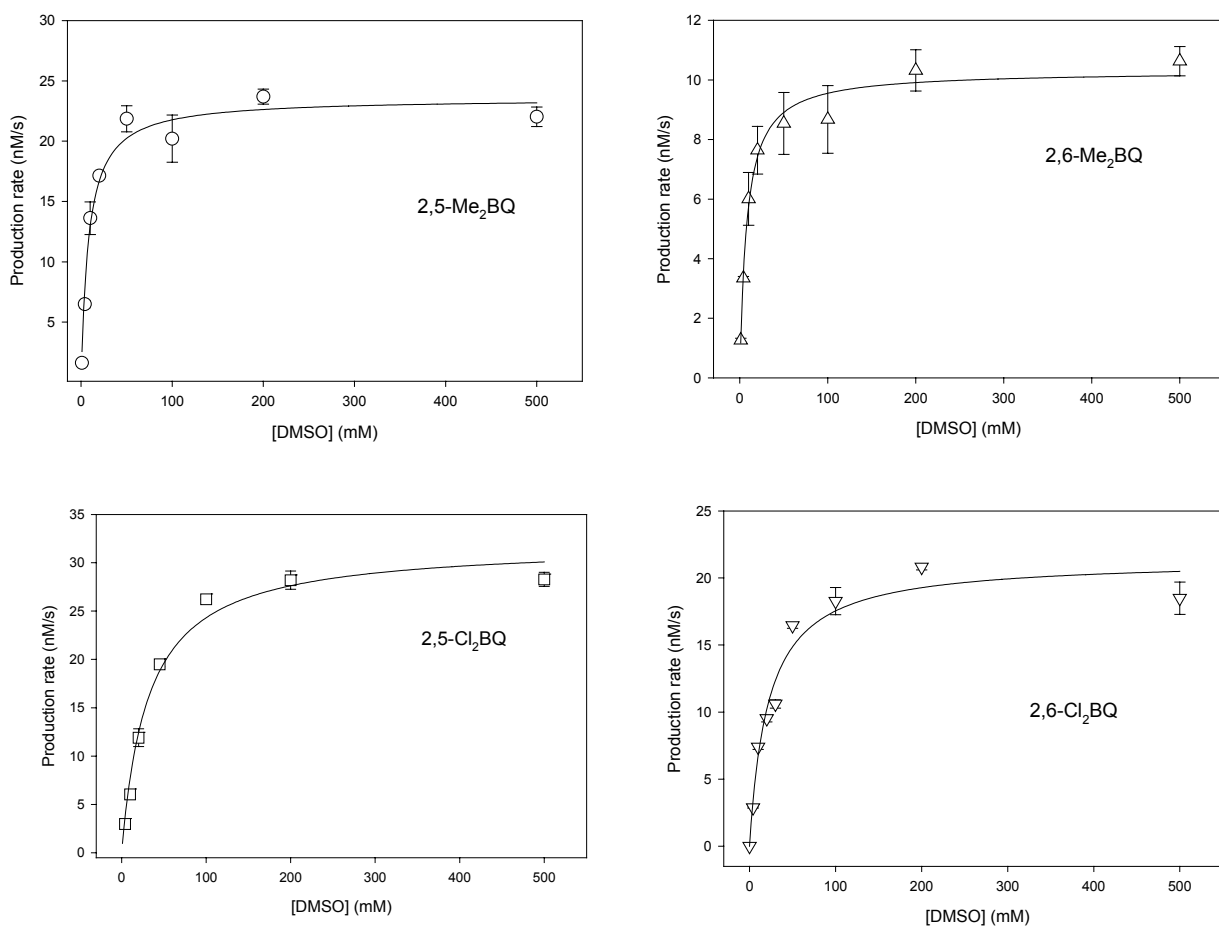 30
25
20
15
10
5
Production rate (nM/s)
2,5-Me₂BQ
0 100 200 300 400 500
[DMSO] (mM)
12
10
8
6
4
2
0
Production rate (nM/s)
2,6-Me₂BQ
0 100 200 300 400 500
[DMSO] (mM)
35
30
25
20
15
10
5
0
Production rate (nM/s)
2,5-Cl₂BQ
0 100 200 300 400 500
[DMSO] (mM)
25
20
15
10
5
0
Production rate (nM/s)
2,6-Cl₂BQ
0 100 200 300 400 500
[DMSO] (mM)